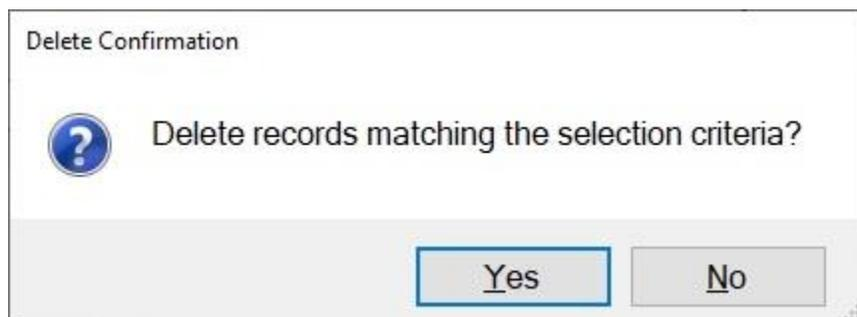 Delete Confirmation
Delete records matching the selection criteria?
Yes
No